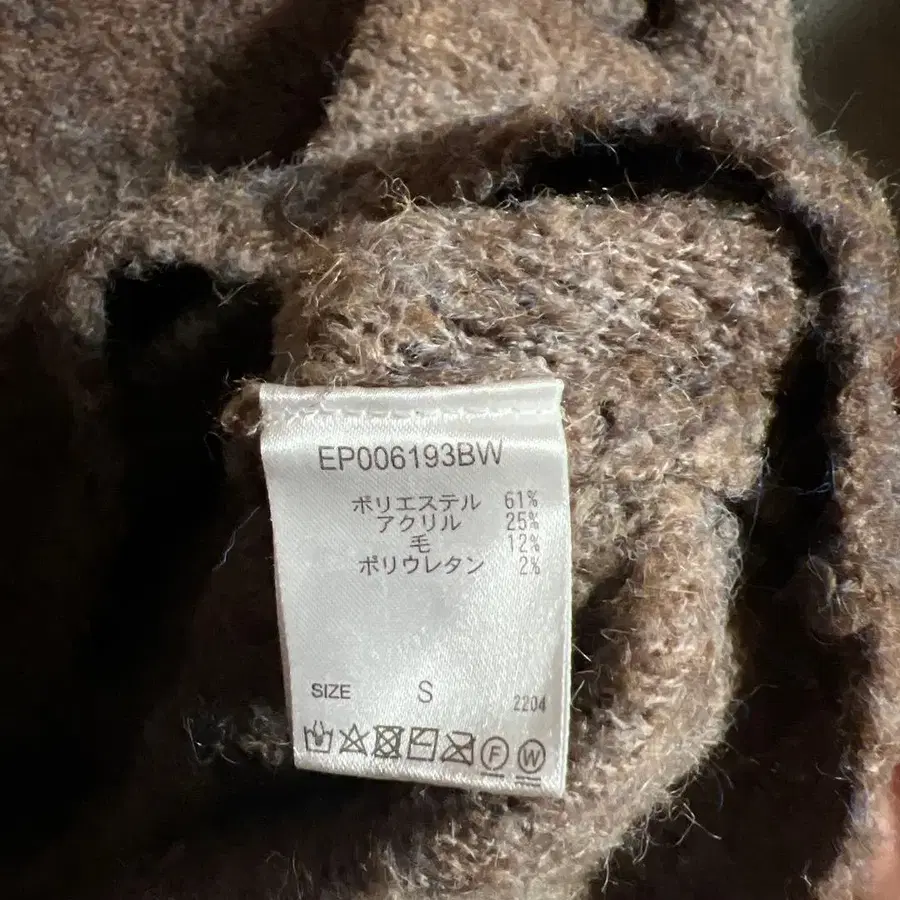 EP006193BW
ポリエステル 61%
アクリル 25%
毛 12%
ポリウレタン 2%
SIZE S 2204
F W